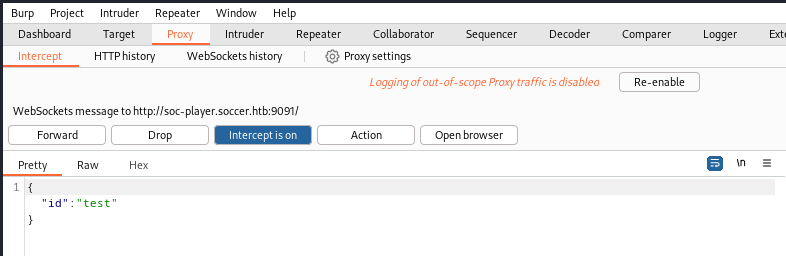 Burp Project Intruder Repeater Window Help
Dashboard Target Proxy Intruder Repeater Collaborator Sequencer Decoder Comparer Logger Exte
Intercept HTTP history WebSockets history Proxy settings
Logging of out-of-scope Proxy traffic is disabled Re-enable
WebSockets message to http://soc-player.soccer.htb:9091/
Forward Drop Intercept is on Action Open browser
Pretty Raw Hex \n
1 {
"id":"test"
}